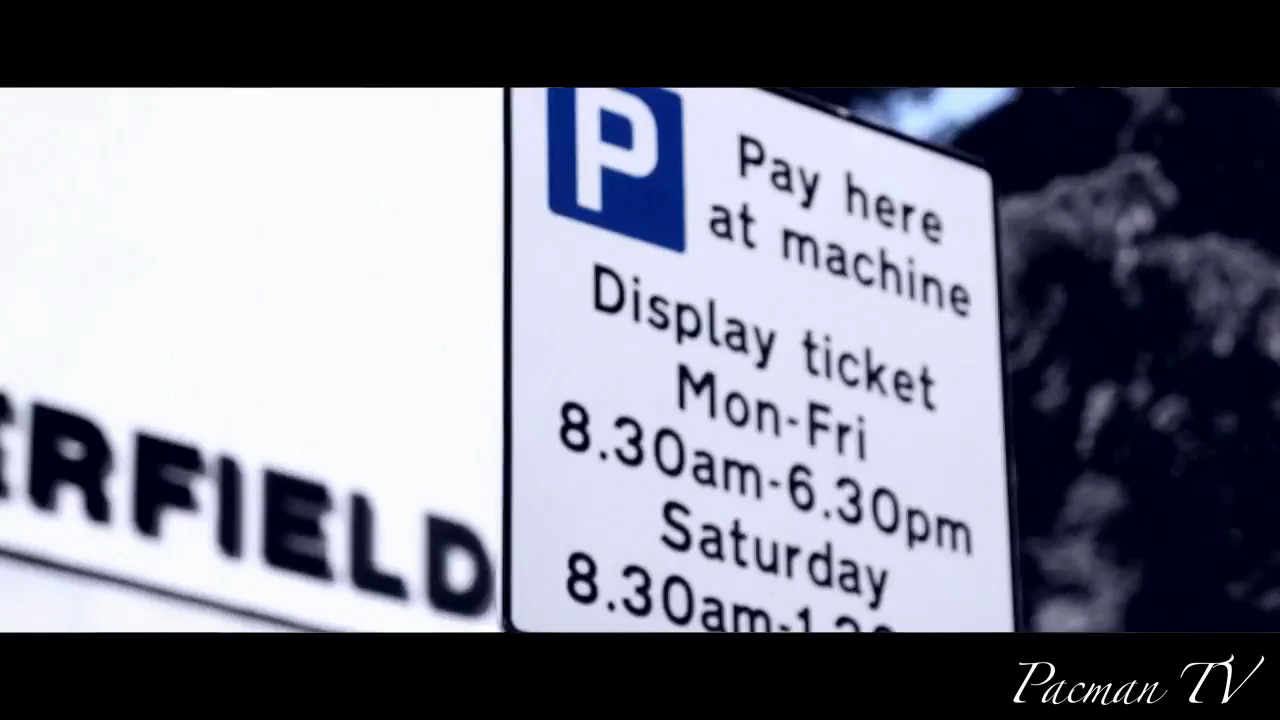 P
Pay here
at machine
Display ticket
Mon-Fri
8.30am-6.30pm
Saturday
RFIELD
Pacman TV